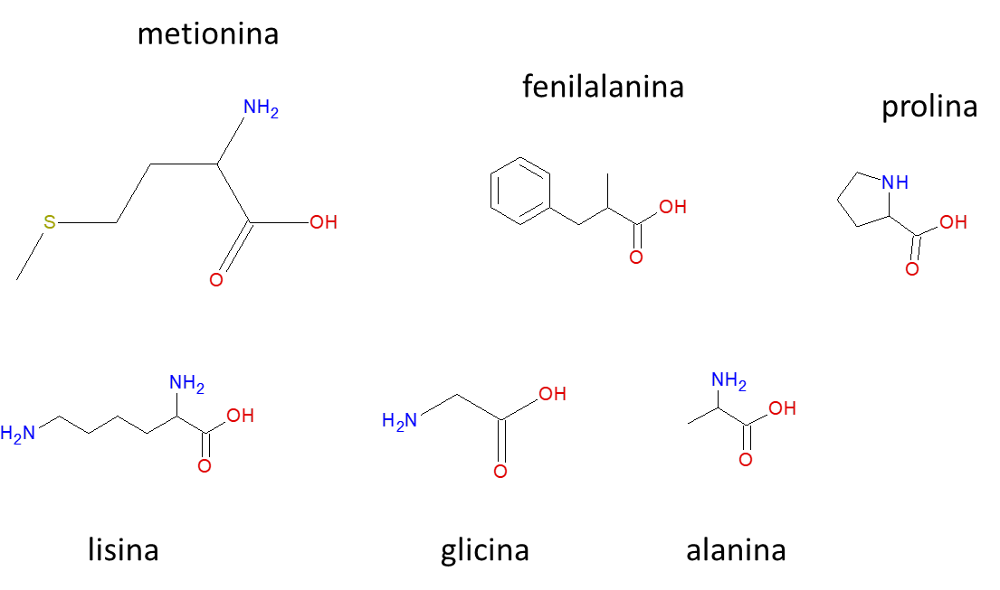 metionina
NH2
S
OH
O
fenilalanina
OH
O
prolina
NH
OH
O
NH2
H2N
OH
O
lisina
H2N
OH
O
glicina
NH2
OH
O
alanina